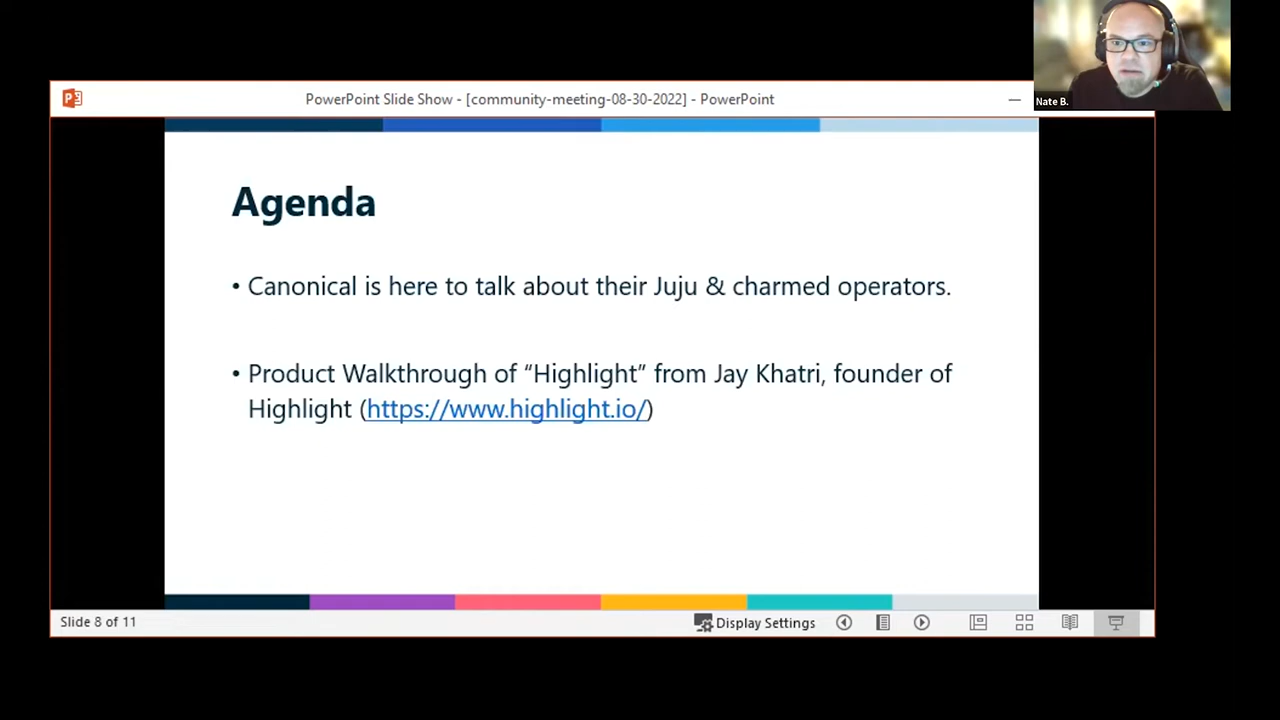 PowerPoint Slide Show - [community-meeting-08-30-2022] - PowerPoint
Nate B.
Agenda
• Canonical is here to talk about their Juju & charmed operators.
• Product Walkthrough of “Highlight” from Jay Khatri, founder of
Highlight (https://www.highlight.io/)
Slide 8 of 11
Display Settings